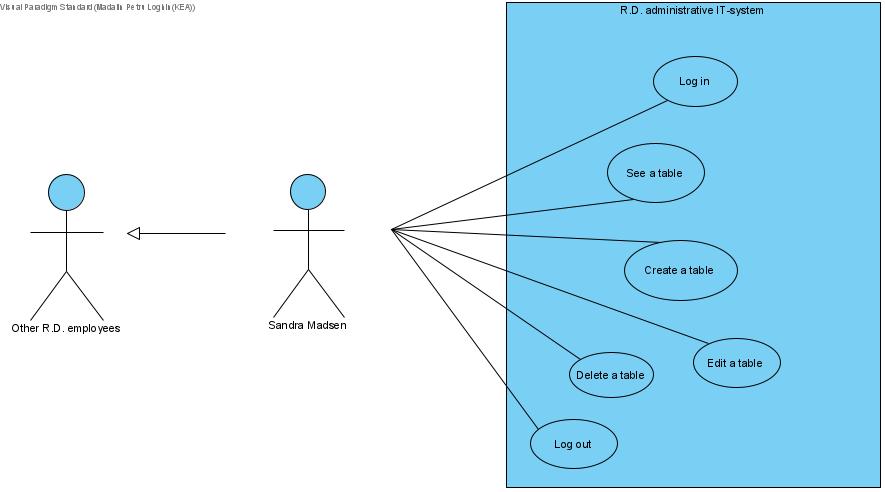 Visual Paradigm Standard (Madalin Petru Loghin (KEA))
R.D. administrative IT-system
Log in
See a table
Create a table
Edit a table
Delete a table
Log out
Other R.D. employees
Sandra Madsen